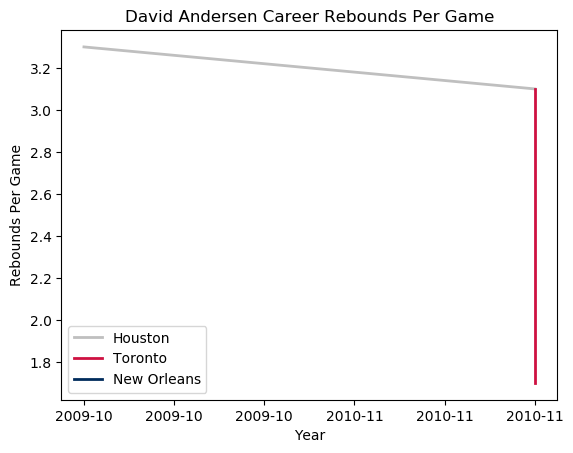 David Andersen Career Rebounds Per Game
Rebounds Per Game
3.2
3.0
2.8
2.6
2.4
2.2
2.0
1.8
Houston
Toronto
New Orleans
2009-10 2009-10 2009-10 2010-11 2010-11 2010-11
Year